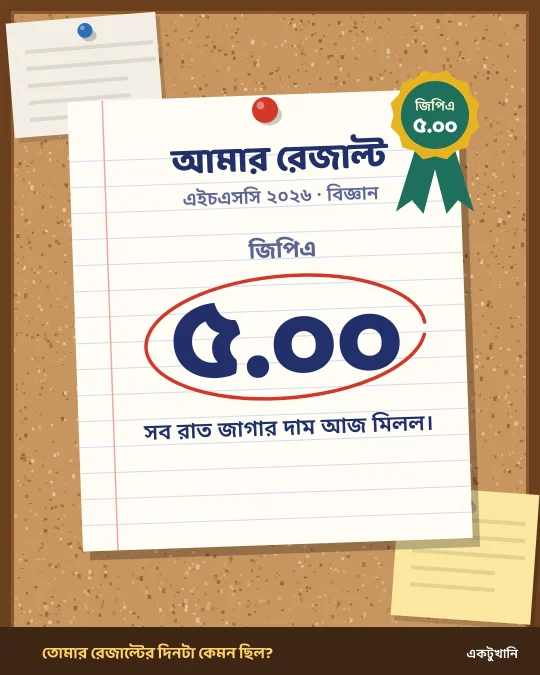 জিপিএ
৫.০০
আমার রেজাল্ট
এইচএসসি ২০২৬ · বিজ্ঞান
জিপিএ
৫.০০
সব রাত জাগার দাম আজ মিলল।
তোমার রেজাল্টের দিনটা কেমন ছিল?
একটুখানি